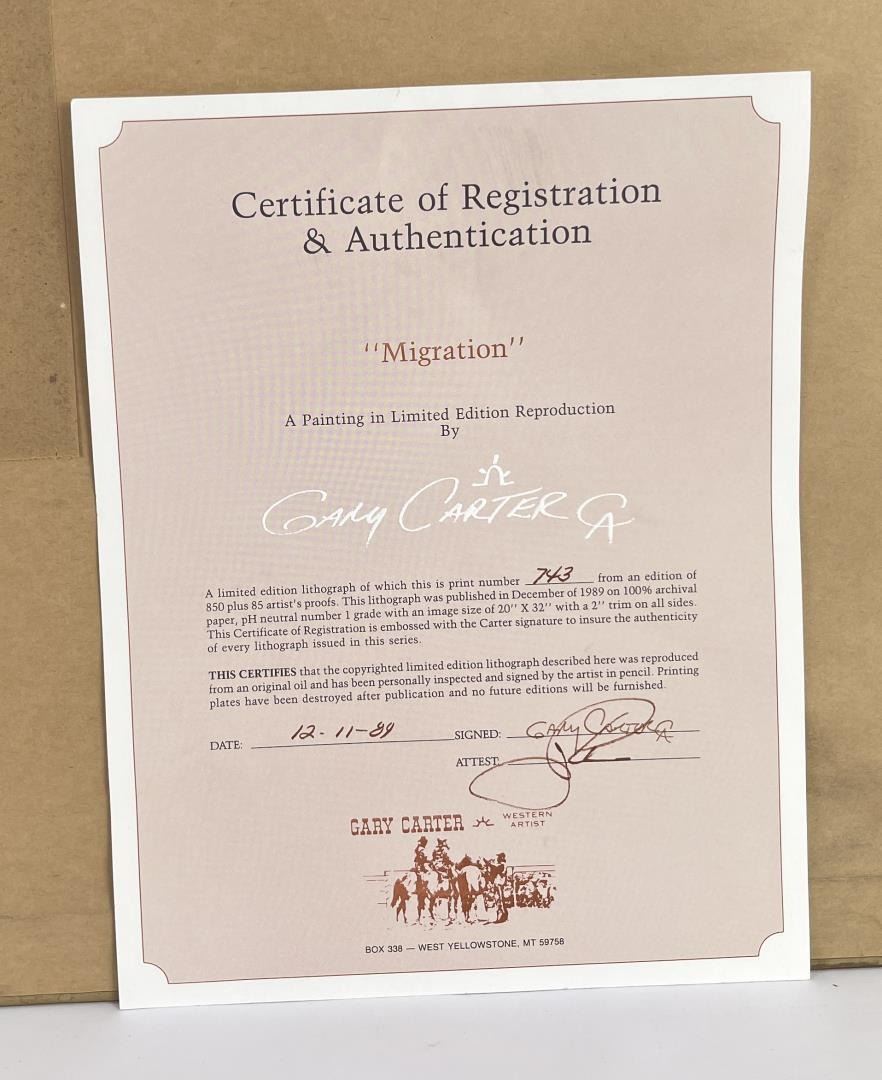 Certificate of Registration
& Authentication
‘‘Migration’’
A Painting in Limited Edition Reproduction
By
GARY CARTER CA
A limited edition lithograph of which this is print number 743 from an edition of
850 plus 85 artist's proofs. This lithograph was published in December of 1989 on 100% archival
paper, pH neutral number 1 grade with an image size of 20’’ X 32’’ with a 2’’ trim on all sides.
This Certificate of Registration is embossed with the Carter signature to insure the authenticity
of every lithograph issued in this series.
THIS CERTIFIES that the copyrighted limited edition lithograph described here was reproduced
from an original oil and has been personally inspected and signed by the artist in pencil. Printing
plates have been destroyed after publication and no future editions will be furnished.
DATE: 12-11-89 SIGNED: GARY CARTER CA
ATTEST:
GARY CARTER WESTERN
ARTIST
BOX 338 — WEST YELLOWSTONE, MT 59758